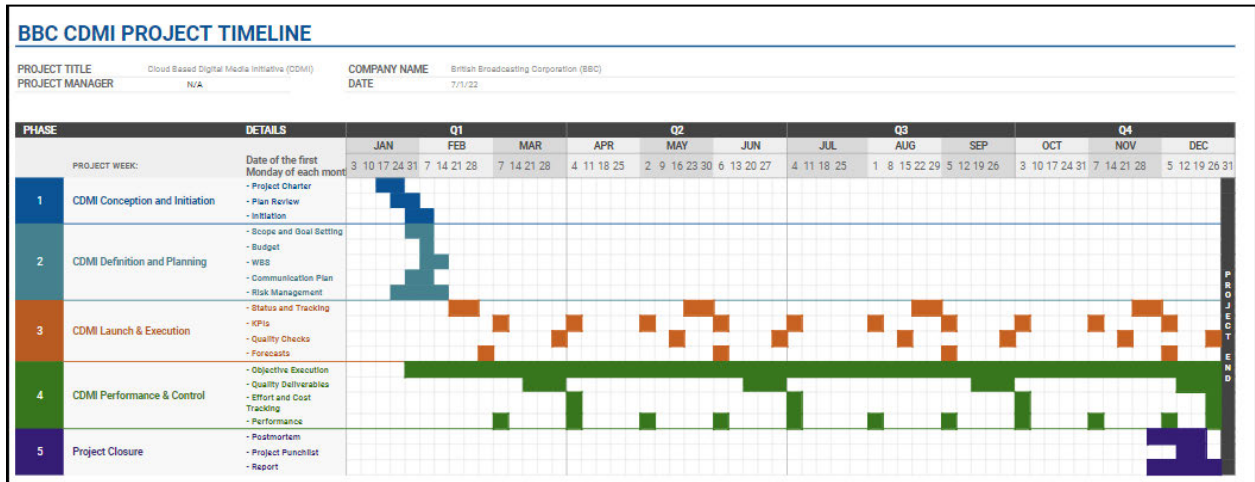 BBC CDMI PROJECT TIMELINE
PROJECT TITLE Cloud Based Digital Media Initiative (CDMI) COMPANY NAME British Broadcasting Corporation (BBC)
PROJECT MANAGER N/A DATE 7/1/22
PHASE DETAILS Q1 Q2 Q3 Q4
JAN FEB MAR APR MAY JUN JUL AUG SEP OCT NOV DEC
PROJECT WEEK: Date of the first
Monday of each mont 3 10 17 24 31 7 14 21 28 7 14 21 28 4 11 18 25 2 9 16 23 30 6 13 20 27 4 11 18 25 1 8 15 22 29 5 12 19 26 3 10 17 24 31 7 14 21 28 5 12 19 26 31
- Project Charter
1 CDMI Conception and Initiation - Plan Review
- Initiation
- Scope and Goal Setting
- Budget
2 CDMI Definition and Planning - WBS
- Communication Plan
- Risk Management
- Status and Tracking
3 CDMI Launch & Execution - KPIs
- Quality Checks
- Forecasts
- Objective Execution
- Quality Deliverables
4 CDMI Performance & Control - Effort and Cost
Tracking
- Performance
- Postmortem
5 Project Closure - Project Punchlist
- Report
PROJECT END